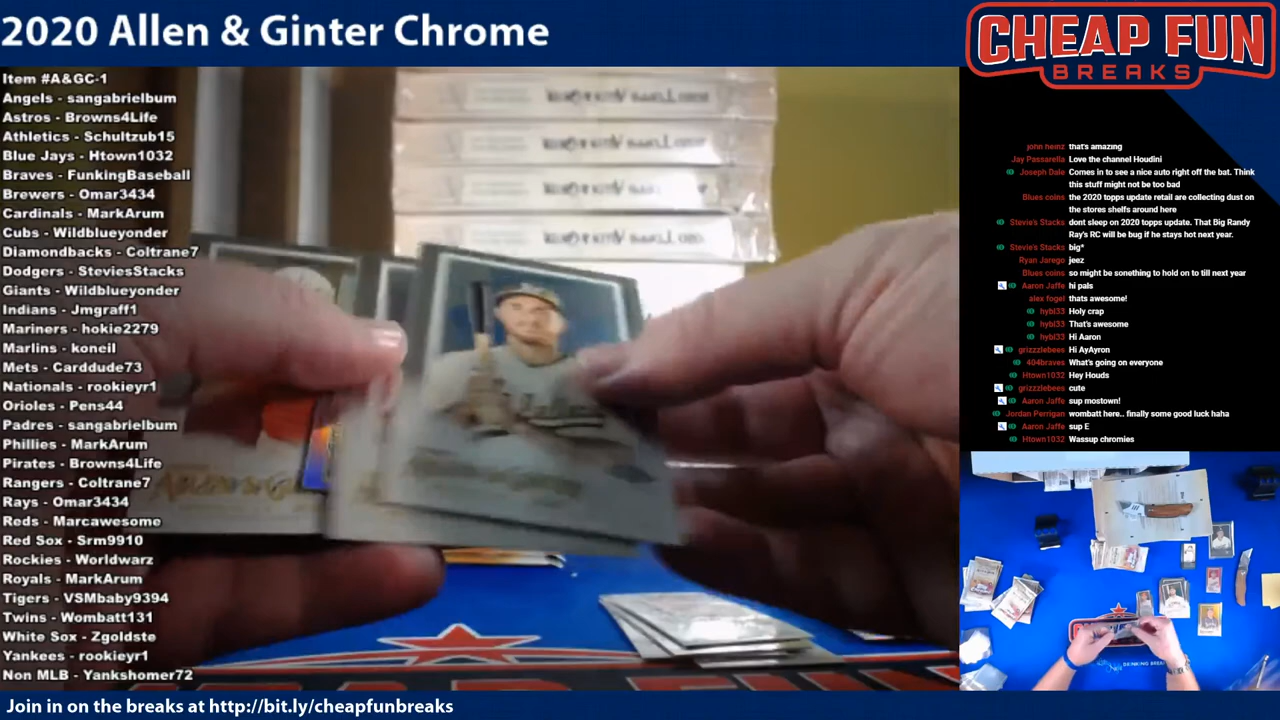 2020 Allen & Ginter Chrome
CHEAP FUN
BREAKS
Item #A&GC-1
Angels - sangabrielbum
Astros - Browns4Life
Athletics - Schultzub15
Blue Jays - Htown1032
Braves - FunkingBaseball
Brewers - Omar3434
Cardinals - MarkArum
Cubs - Wildblueyonder
Diamondbacks - Coltrane7
Dodgers - SteviesStacks
Giants - Wildblueyonder
Indians - Jmgraff1
Mariners - hokie2279
Marlins - koneil
Mets - Carddude73
Nationals - rookieyr1
Orioles - Pens44
Padres - sangabrielbum
Phillies - MarkArum
Pirates - Browns4Life
Rangers - Coltrane7
Rays - Omar3434
Reds - Marcawesome
Red Sox - Srm9910
Rockies - Worldwarz
Royals - MarkArum
Tigers - VSMbaby9394
Twins - Wombatt131
White Sox - Zgoldste
Yankees - rookieyr1
Non MLB - Yankshomer72
john heinz that's amazing
Jay Passarella Love the channel Houdini
Joseph Dale Comes in to see a nice auto right off the bat. Think
this stuff might not be too bad
Blues coins the 2020 topps update retail are collecting dust on
the stores shelfs around here
Stevie's Stacks dont sleep on 2020 topps update. That Big Randy
Ray's RC will be bug if he stays hot next year.
Stevie's Stacks big*
Ryan Jarego jeez
Blues coins so might be sonething to hold on to till next year
Aaron Jaffe hi pals
alex fogel thats awesome!
hybl33 Holy crap
hybl33 That's awesome
hybl33 Hi Aaron
grizzzlebees Hi AyAyron
404braves What's going on everyone
Htown1032 Hey Houds
grizzzlebees cute
Aaron Jaffe sup mostown!
Jordan Perrigan wombatt here.. finally some good luck haha
Aaron Jaffe sup E
Htown1032 Wassup chromies
Join in on the breaks at http://bit.ly/cheapfunbreaks